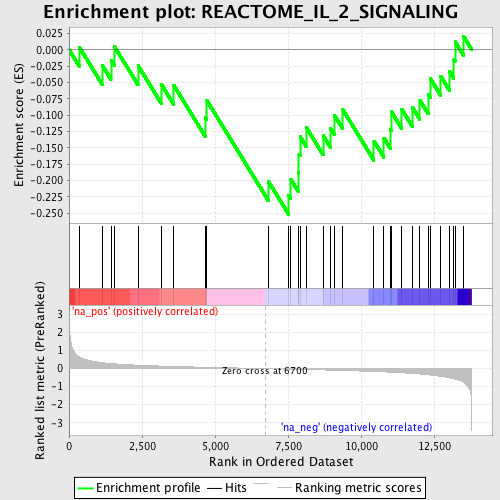 Enrichment plot: REACTOME_IL_2_SIGNALING
Enrichment score (ES)
0.025
0.000
-0.025
-0.050
-0.075
-0.100
-0.125
-0.150
-0.175
-0.200
-0.225
-0.250
Ranked list metric (PreRanked)
'na_pos' (positively correlated)
3
2
1
0
-1
-2
-3
Zero cross at 6700
'na_neg' (negatively correlated)
0
2,500
5,000
7,500
10,000
12,500
Rank in Ordered Dataset
Enrichment profile
Hits
Ranking metric scores